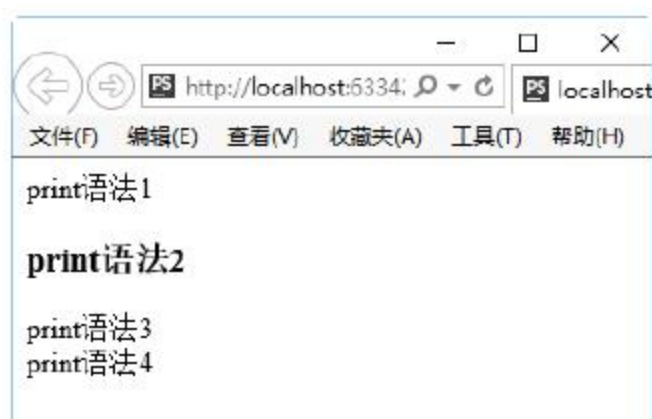 PS http://localhost:6334: PS localhost
文件(F) 编辑(E) 查看(V) 收藏夹(A) 工具(T) 帮助(H)
print语法1
print语法2
print语法3
print语法4